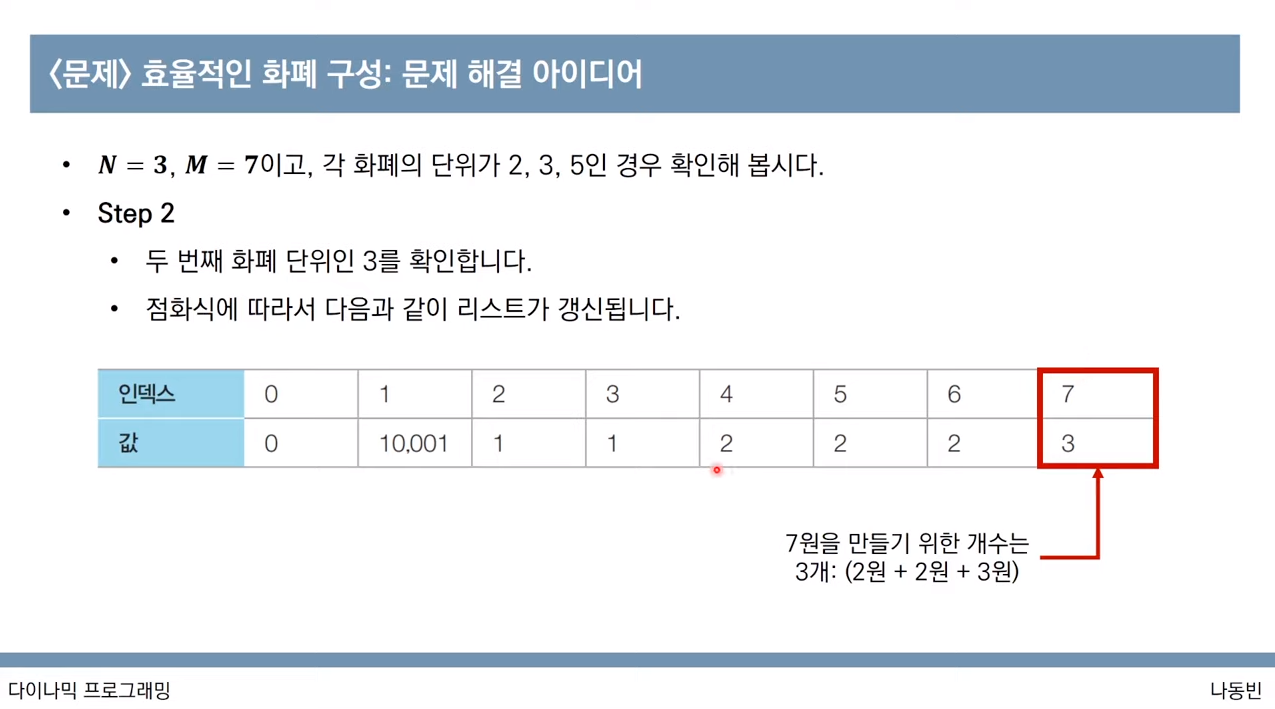 <문제> 효율적인 화폐 구성: 문제 해결 아이디어
• N = 3, M = 7이고, 각 화폐의 단위가 2, 3, 5인 경우 확인해 봅시다.
• Step 2
• 두 번째 화폐 단위인 3를 확인합니다.
• 점화식에 따라서 다음과 같이 리스트가 갱신됩니다.
인덱스 0 1 2 3 4 5 6 7
값 0 10,001 1 1 2 2 2 3
7원을 만들기 위한 개수는
3개: (2원 + 2원 + 3원)
다이나믹 프로그래밍 나동빈